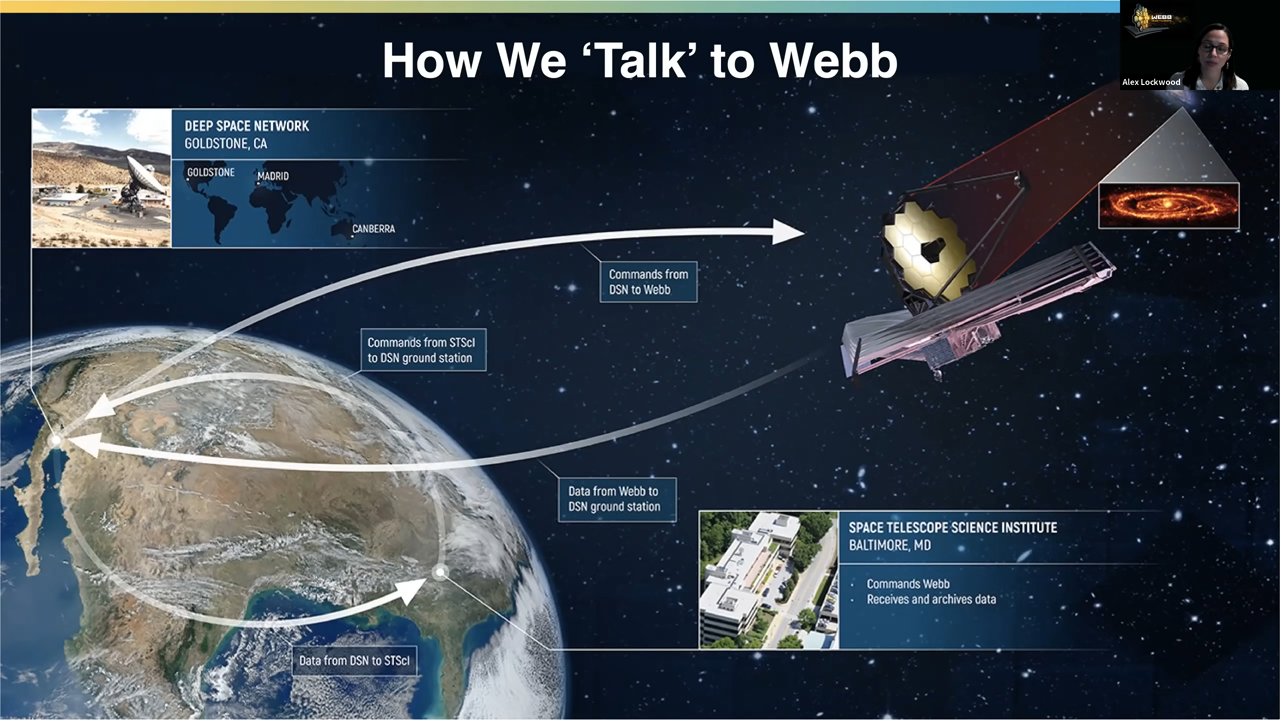 How We ‘Talk’ to Webb
WEBB
Alex Lockwood
DEEP SPACE NETWORK
GOLDSTONE, CA
GOLDSTONE
MADRID
CANBERRA
Commands from
DSN to Webb
Commands from STScI
to DSN ground station
Data from Webb to
DSN ground station
SPACE TELESCOPE SCIENCE INSTITUTE
BALTIMORE, MD
· Commands Webb
· Receives and archives data
Data from DSN to STScI